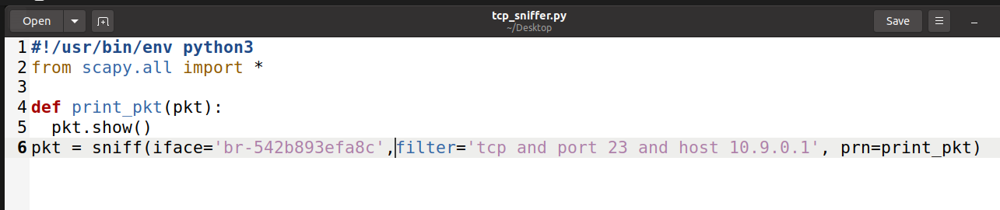 Open
tcp_sniffer.py
~/Desktop
Save
1 #!/usr/bin/env python3
2 from scapy.all import *
3
4 def print_pkt(pkt):
5   pkt.show()
6 pkt = sniff(iface='br-542b893efa8c',filter='tcp and port 23 and host 10.9.0.1', prn=print_pkt)